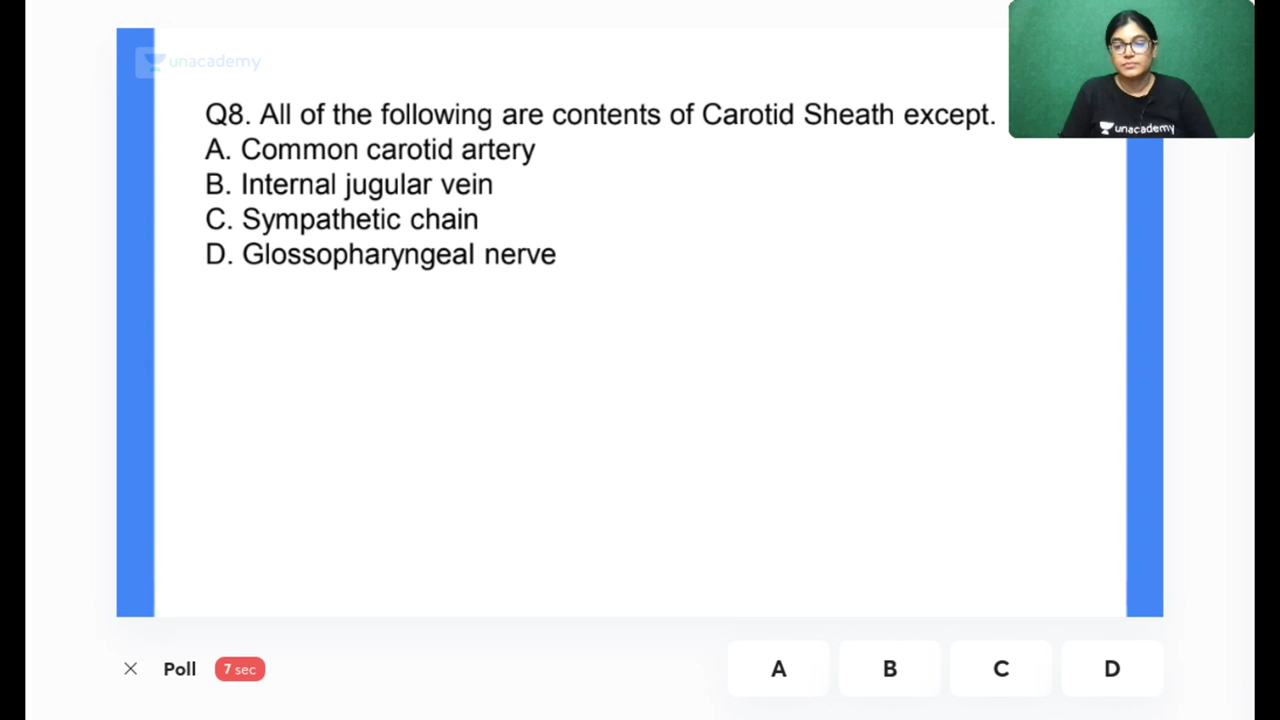 unacademy
Q8. All of the following are contents of Carotid Sheath except.
A. Common carotid artery
B. Internal jugular vein
C. Sympathetic chain
D. Glossopharyngeal nerve
unacademy
Poll 7 sec A B C D